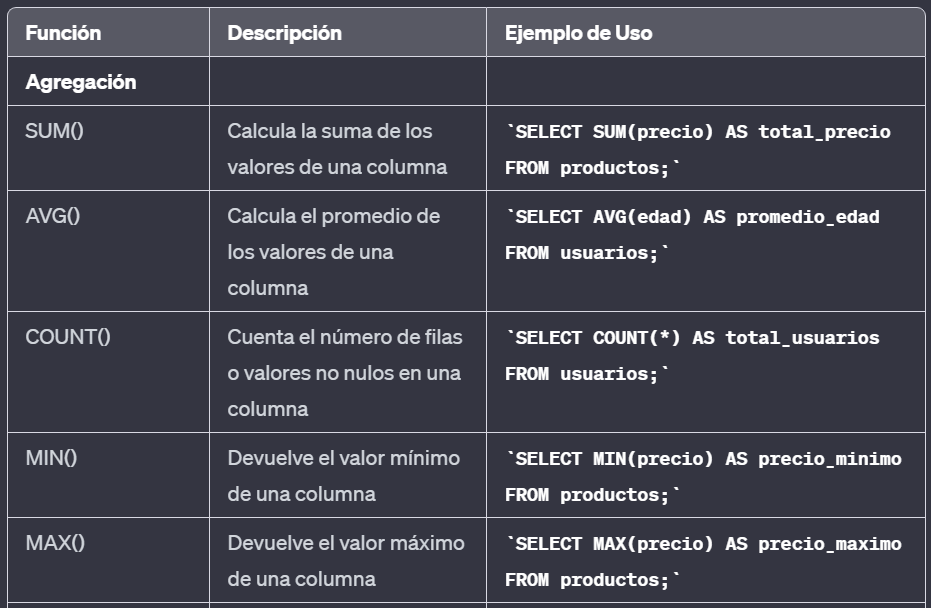 Función Descripción Ejemplo de Uso
Agregación
SUM() Calcula la suma de los `SELECT SUM(precio) AS total_precio
valores de una columna FROM productos;`
AVG() Calcula el promedio de `SELECT AVG(edad) AS promedio_edad
los valores de una FROM usuarios;`
columna
COUNT() Cuenta el número de filas `SELECT COUNT(*) AS total_usuarios
o valores no nulos en una FROM usuarios;`
columna
MIN() Devuelve el valor mínimo `SELECT MIN(precio) AS precio_minimo
de una columna FROM productos;`
MAX() Devuelve el valor máximo `SELECT MAX(precio) AS precio_maximo
de una columna FROM productos;`